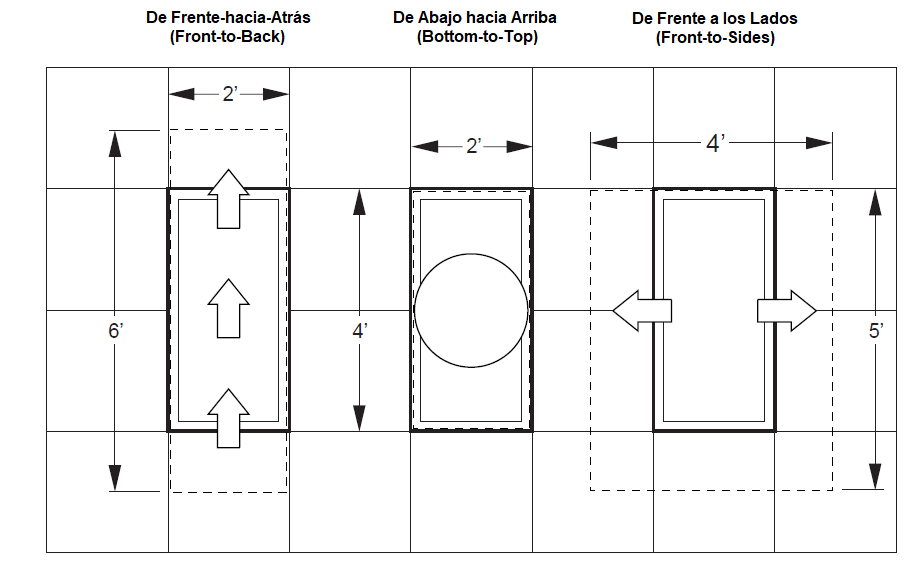 De Frente-hacia-Atrás
(Front-to-Back)
De Abajo hacia Arriba
(Bottom-to-Top)
De Frente a los Lados
(Front-to-Sides)
2’
2’
4’
6’
4’
5’